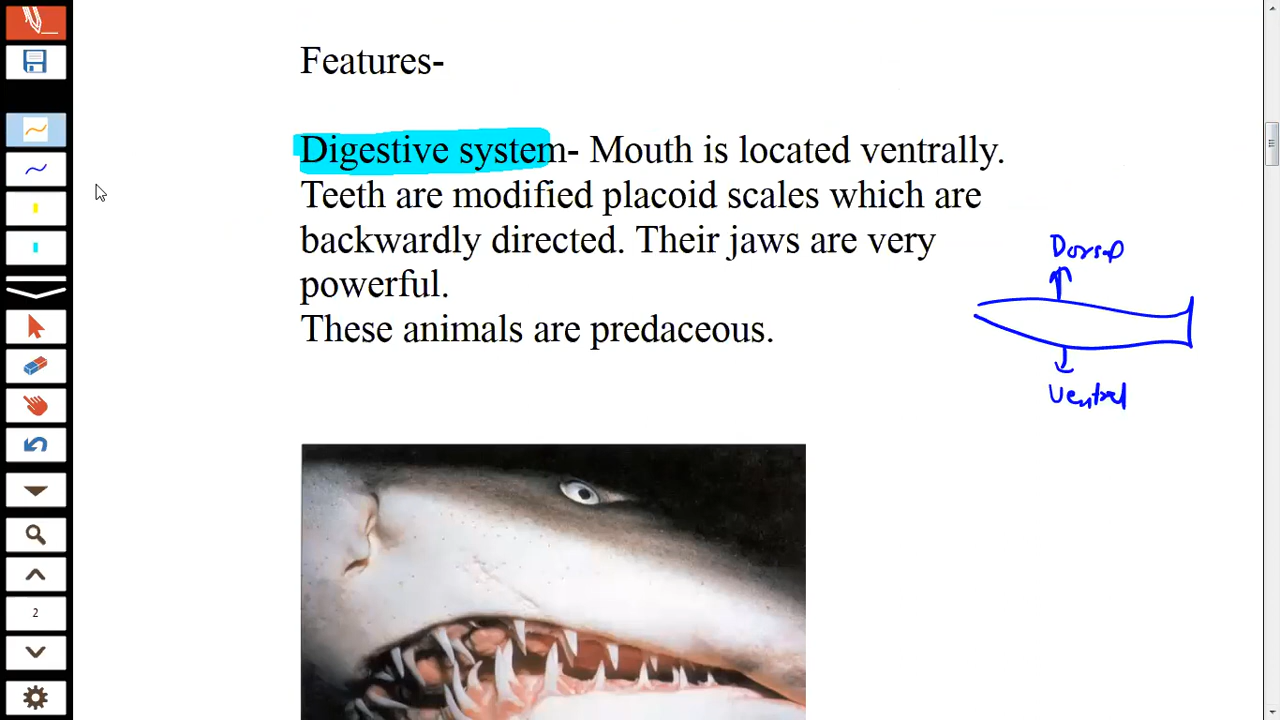 Features-
Digestive system- Mouth is located ventrally.
Teeth are modified placoid scales which are
backwardly directed. Their jaws are very
powerful.
These animals are predaceous.
Dorsal
Ventral
2